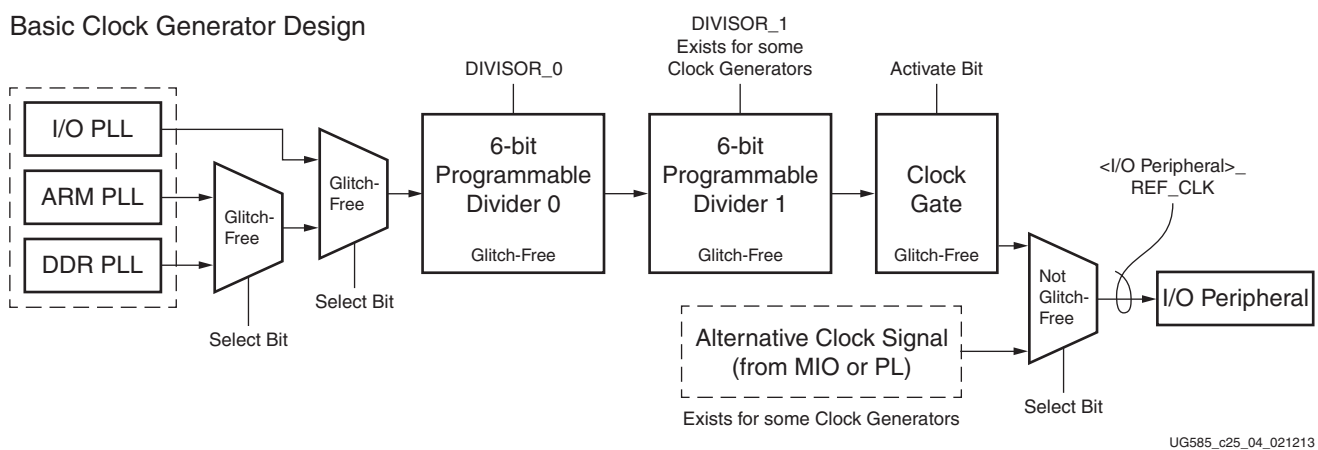 Basic Clock Generator Design
DIVISOR_1
Exists for some
Clock Generators
DIVISOR_0
Activate Bit
I/O PLL
ARM PLL
DDR PLL
Glitch-
Free
Select Bit
Glitch-
Free
Select Bit
6-bit
Programmable
Divider 0
Glitch-Free
6-bit
Programmable
Divider 1
Glitch-Free
Clock
Gate
Glitch-Free
<I/O Peripheral>_
REF_CLK
Not
Glitch-
Free
Select Bit
I/O Peripheral
Alternative Clock Signal
(from MIO or PL)
Exists for some Clock Generators
UG585_c25_04_021213